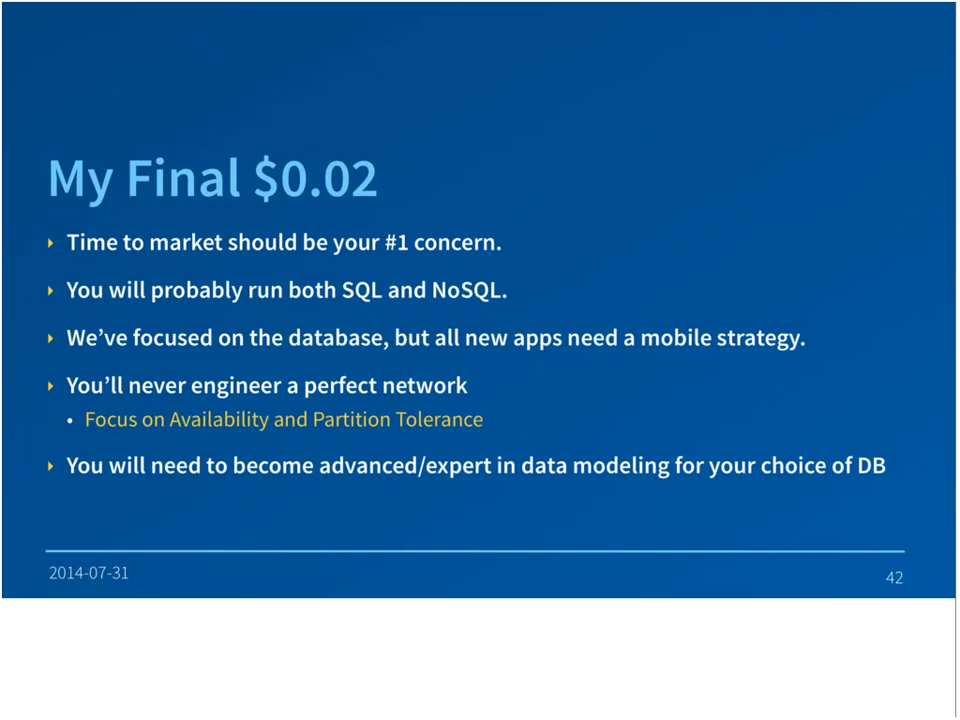 My Final $0.02
Time to market should be your #1 concern.
You will probably run both SQL and NoSQL.
We’ve focused on the database, but all new apps need a mobile strategy.
You’ll never engineer a perfect network
• Focus on Availability and Partition Tolerance
You will need to become advanced/expert in data modeling for your choice of DB
2014-07-31
42